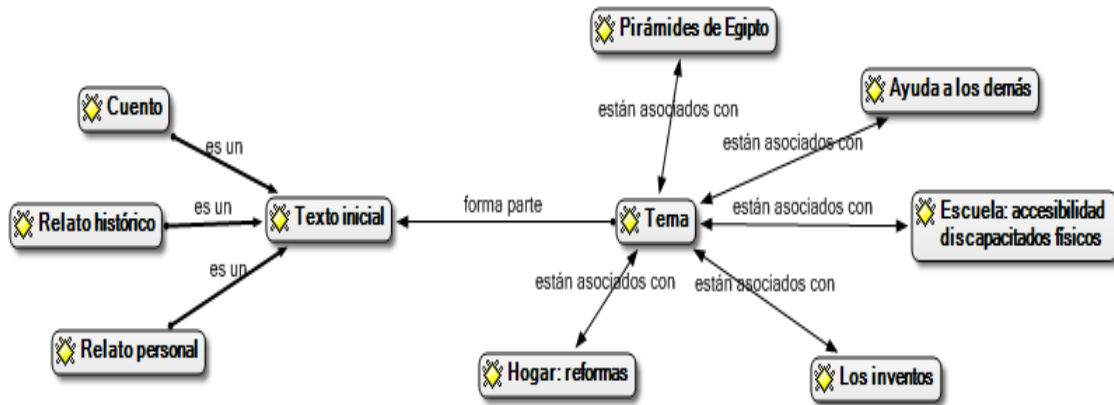 Pirámides de Egipto
Ayuda a los demás
Cuento
están asociados con
están asociados con
es un
Relato histórico
es un
Texto inicial
forma parte
Tema
están asociados con
Escuela: accesibilidad
discapacitados físicos
es un
están asociados con
están asociados con
Relato personal
Hogar: reformas
Los inventos